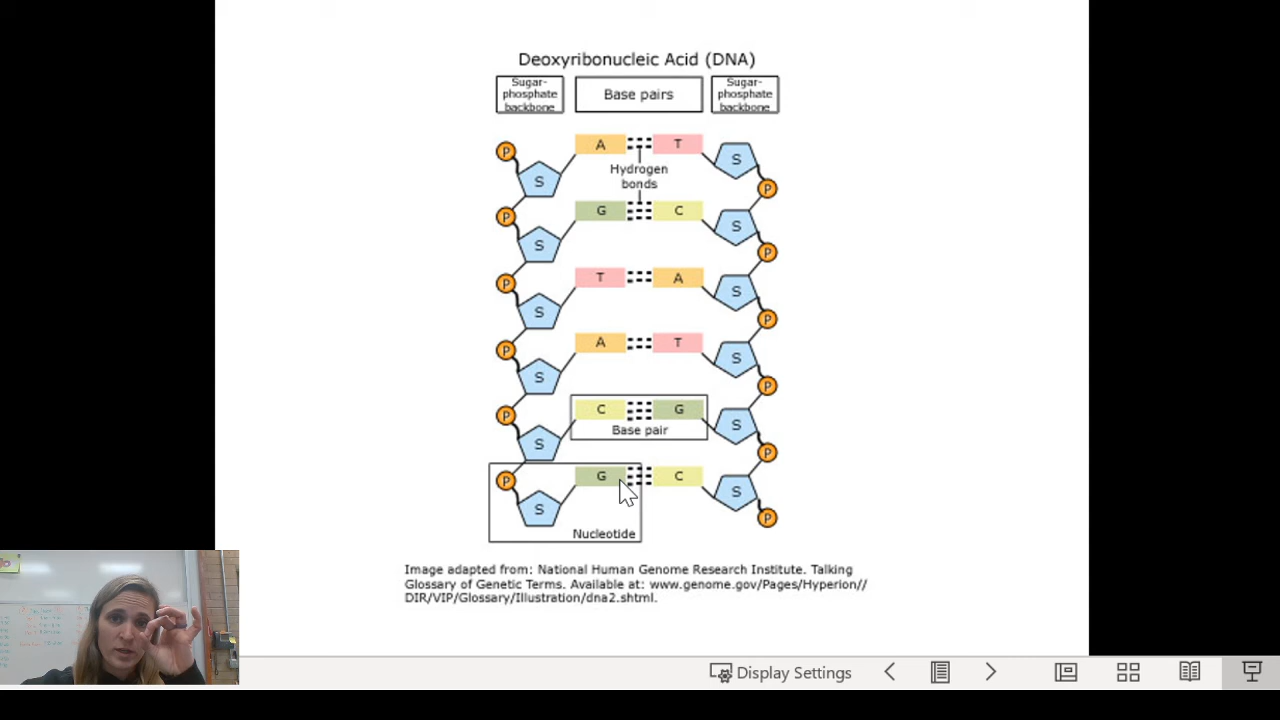 Deoxyribonucleic Acid (DNA)
Sugar-
phosphate
backbone
Base pairs
Sugar-
phosphate
backbone
P
A
T
S
S
Hydrogen
bonds
P
P
G
C
S
S
P
P
T
A
S
S
P
P
A
T
S
S
P
P
C
G
Base pair
S
S
P
P
G
C
S
S
P
Nucleotide
Image adapted from: National Human Genome Research Institute. Talking
Glossary of Genetic Terms. Available at: www.genome.gov/Pages/Hyperion//
DIR/VIP/Glossary/Illustration/dna2.shtml.
Display Settings